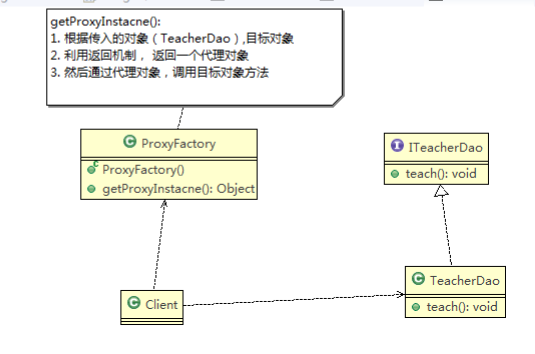 getProxyInstacne():
1. 根据传入的对象（TeacherDao）,目标对象
2. 利用返回机制， 返回一个代理对象
3. 然后通过代理对象，调用目标对象方法
C ProxyFactory
C ProxyFactory()
getProxyInstacne(): Object
I ITeacherDao
teach(): void
C TeacherDao
teach(): void
C Client